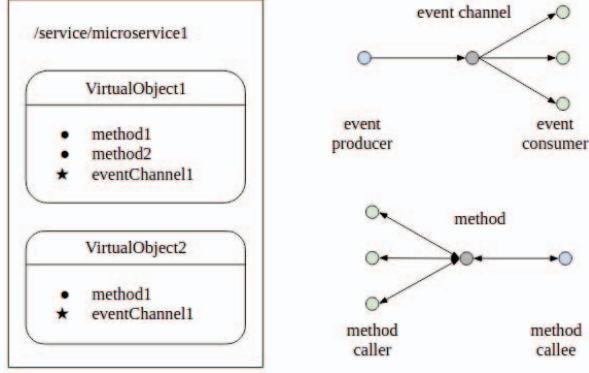 /service/microservice1
VirtualObject1
● method1
● method2
★ eventChannel1
VirtualObject2
● method1
★ eventChannel1
event channel
event
producer
event
consumer
method
method
caller
method
callee